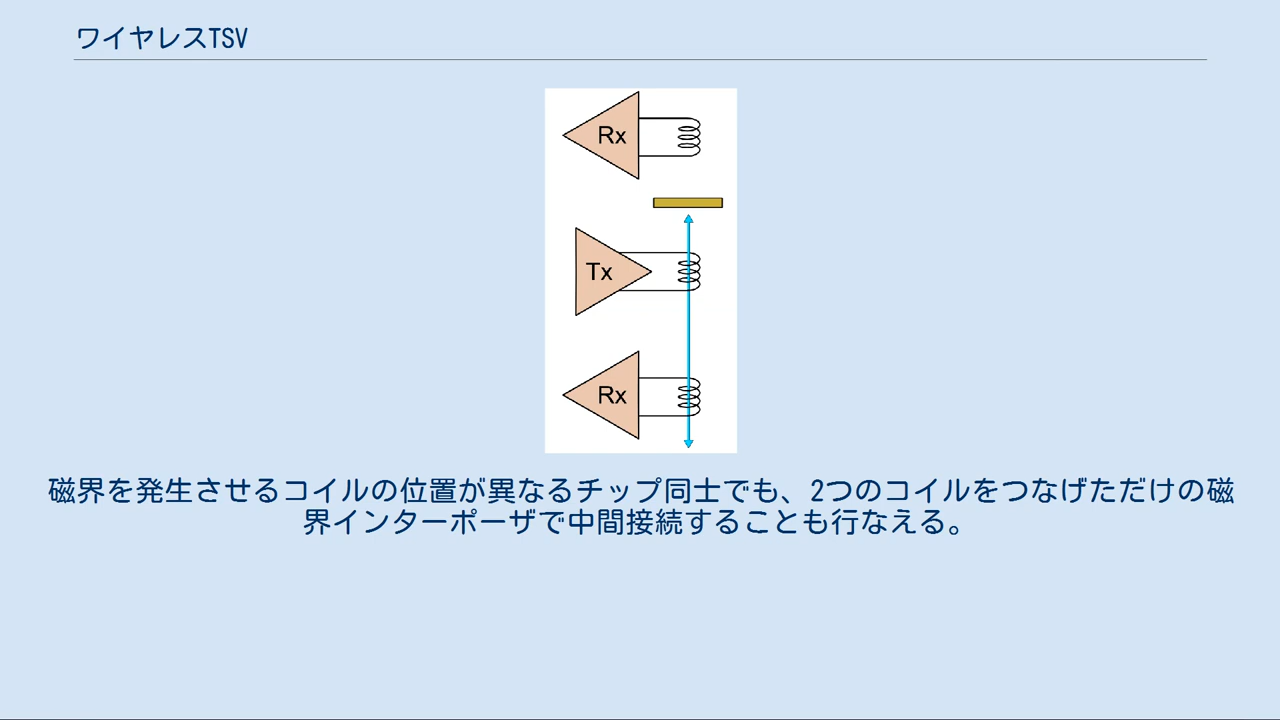 ワイヤレスTSV
Rx
Tx
Rx
磁界を発生させるコイルの位置が異なるチップ同士でも、2つのコイルをつなげただけの磁
界インターポーザで中間接続することも行なえる。